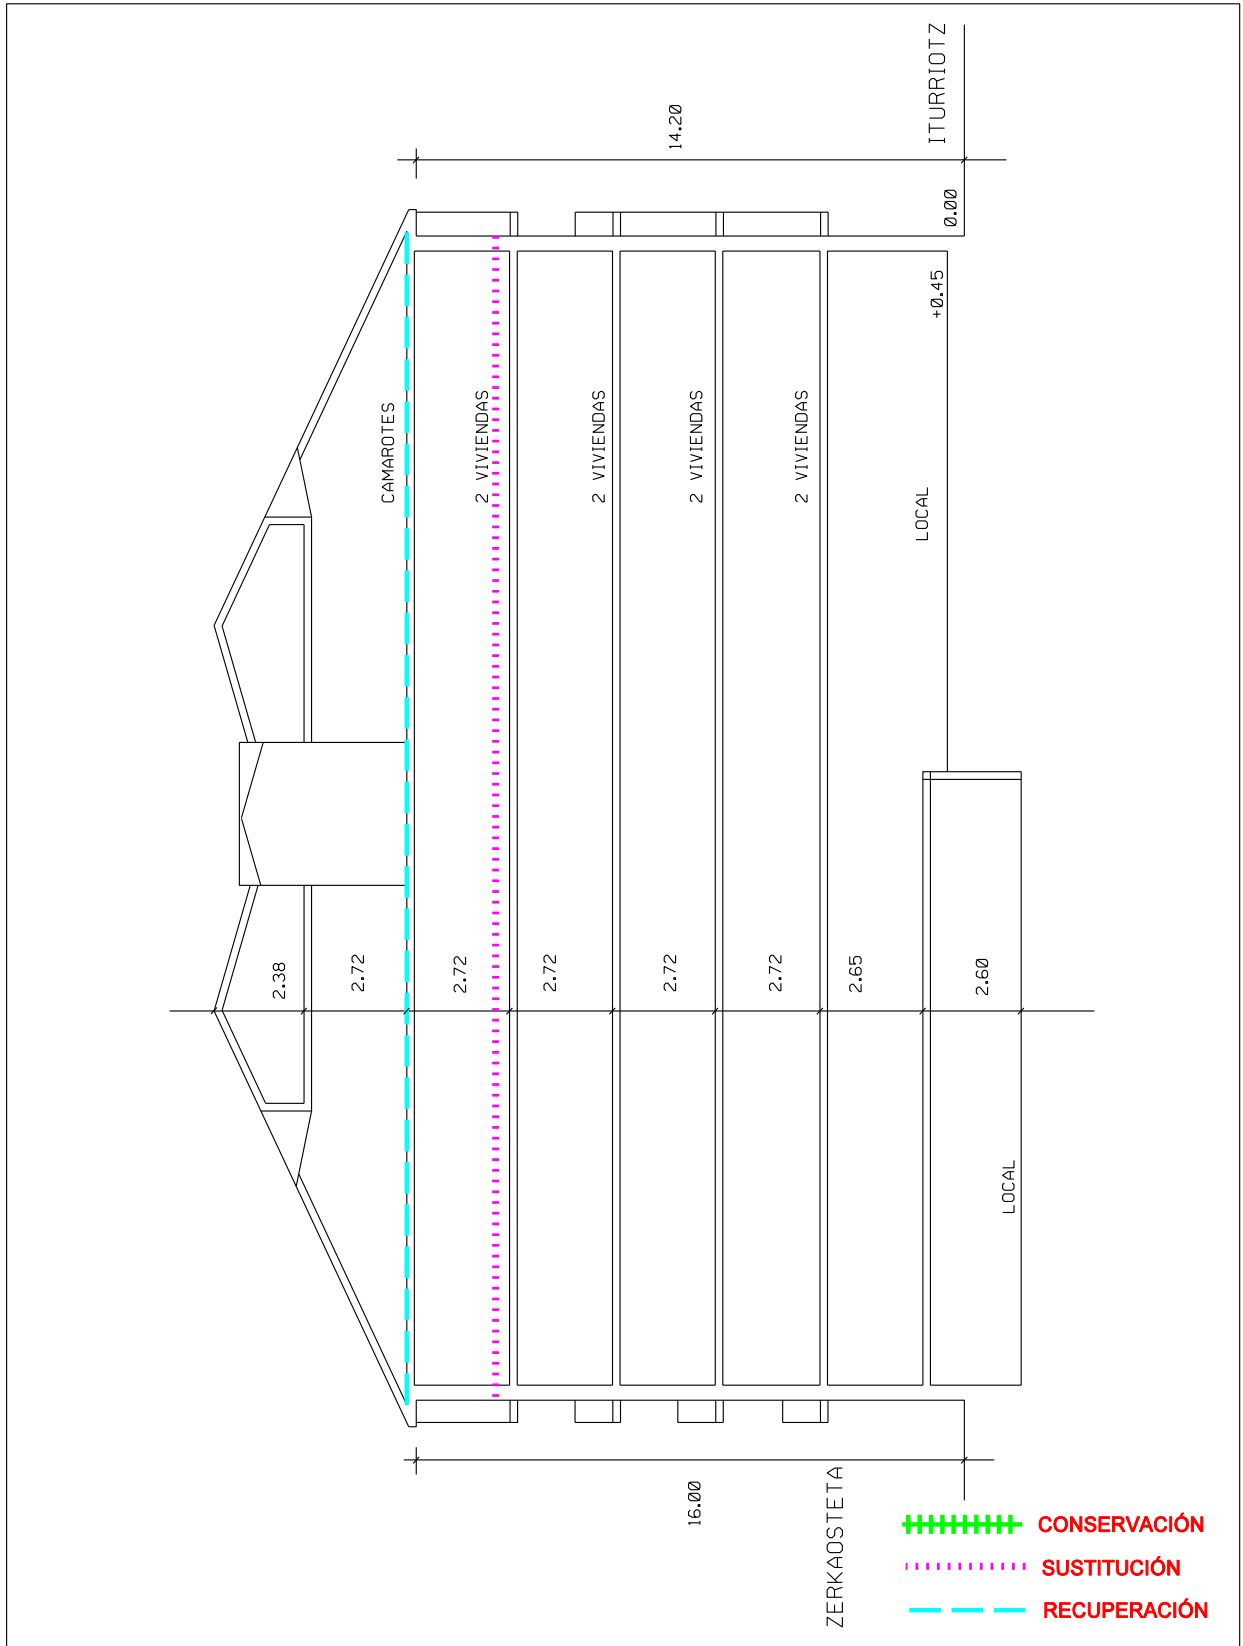 ITURRIOTZ
14.20
0.00
+0.45
CAMAROTES
2 VIVIENDAS
2 VIVIENDAS
2 VIVIENDAS
2 VIVIENDAS
LOCAL
2.38
2.72
2.72
2.72
2.72
2.72
2.65
2.60
LOCAL
16.00
ZERKAOSTETA
CONSERVACIÓN
SUSTITUCIÓN
RECUPERACIÓN